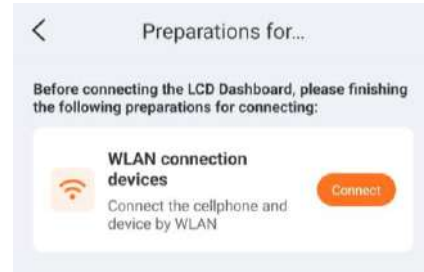 Preparations for...
Before connecting the LCD Dashboard, please finishing
the following preparations for connecting:
WLAN connection
devices
Connect
Connect the cellphone and
device by WLAN